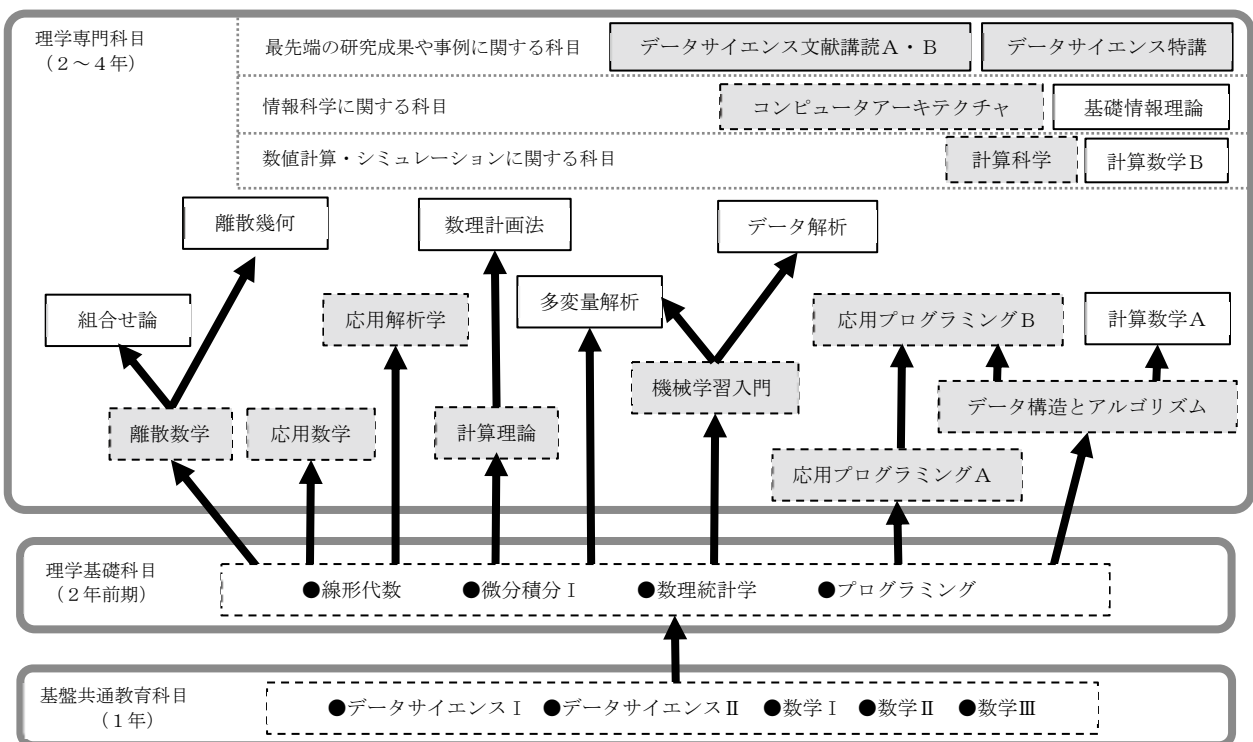 理学専門科目
(2~4年)
最先端の研究成果や事例に関する科目
データサイエンス文献講読A・B
データサイエンス特講
情報科学に関する科目
コンピュータアーキテクチャ
基礎情報理論
数値計算・シミュレーションに関する科目
計算科学
計算数学B
離散幾何
数理計画法
データ解析
組合せ論
応用解析学
多変量解析
応用プログラミングB
計算数学A
機械学習入門
データ構造とアルゴリズム
離散数学
応用数学
計算理論
応用プログラミングA
理学基礎科目
(2年前期)
●線形代数 ●微分積分Ⅰ ●数理統計学 ●プログラミング
基盤共通教育科目
(1年)
●データサイエンスⅠ ●データサイエンスⅡ ●数学Ⅰ ●数学Ⅱ ●数学Ⅲ